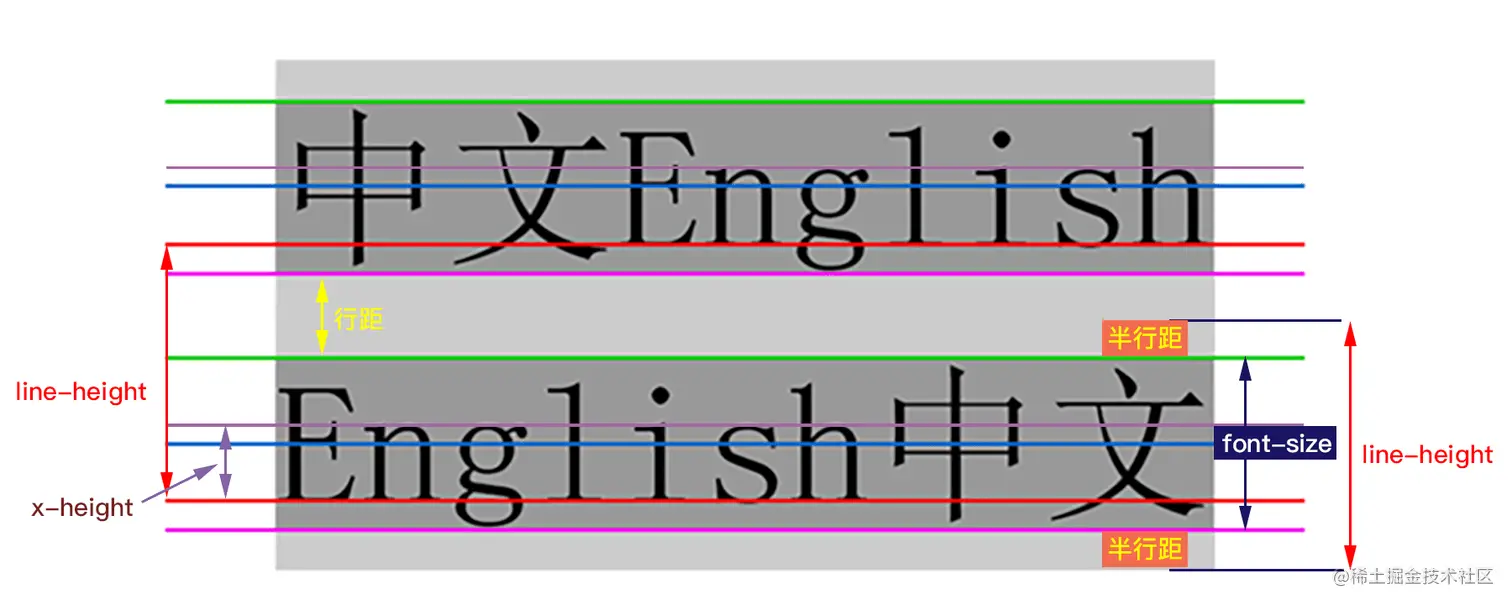 中文English
行距
半行距
line-height
English中文
font-size
line-height
x-height
半行距
@稀土掘金技术社区